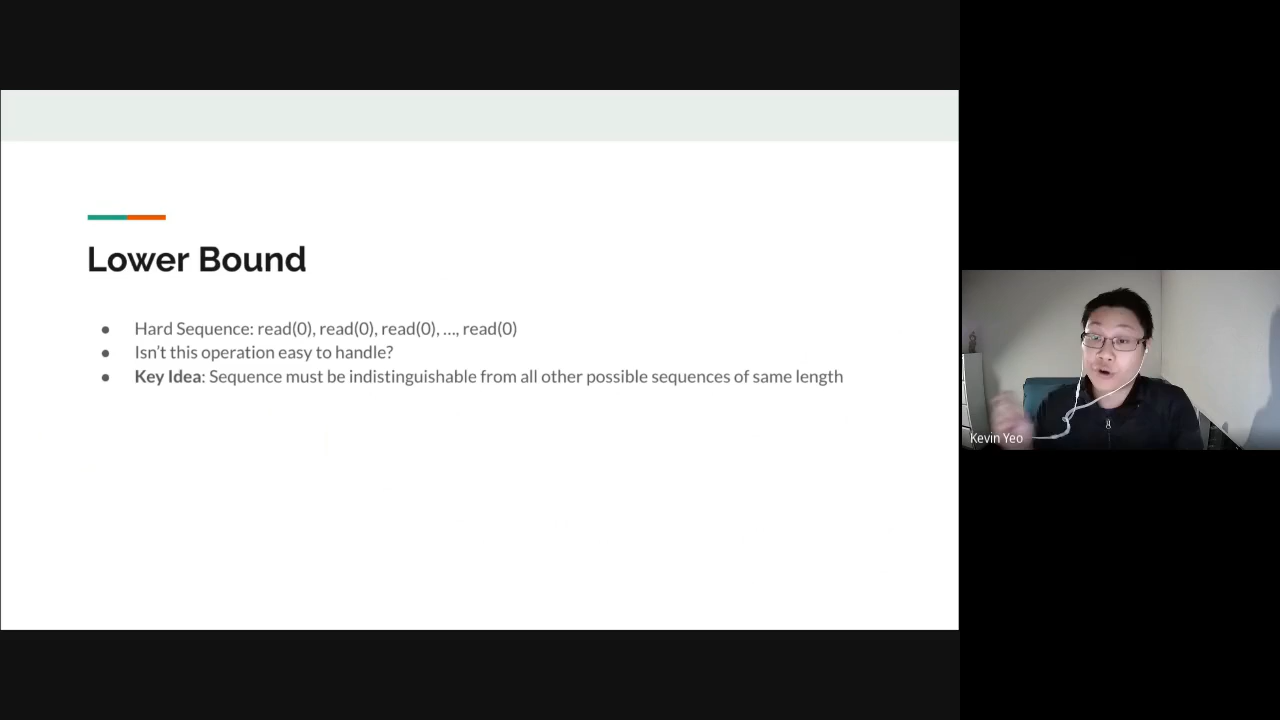 Lower Bound
● Hard Sequence: read(0), read(0), read(0), ..., read(0)
● Isn't this operation easy to handle?
● Key Idea: Sequence must be indistinguishable from all other possible sequences of same length
Kevin Yeo